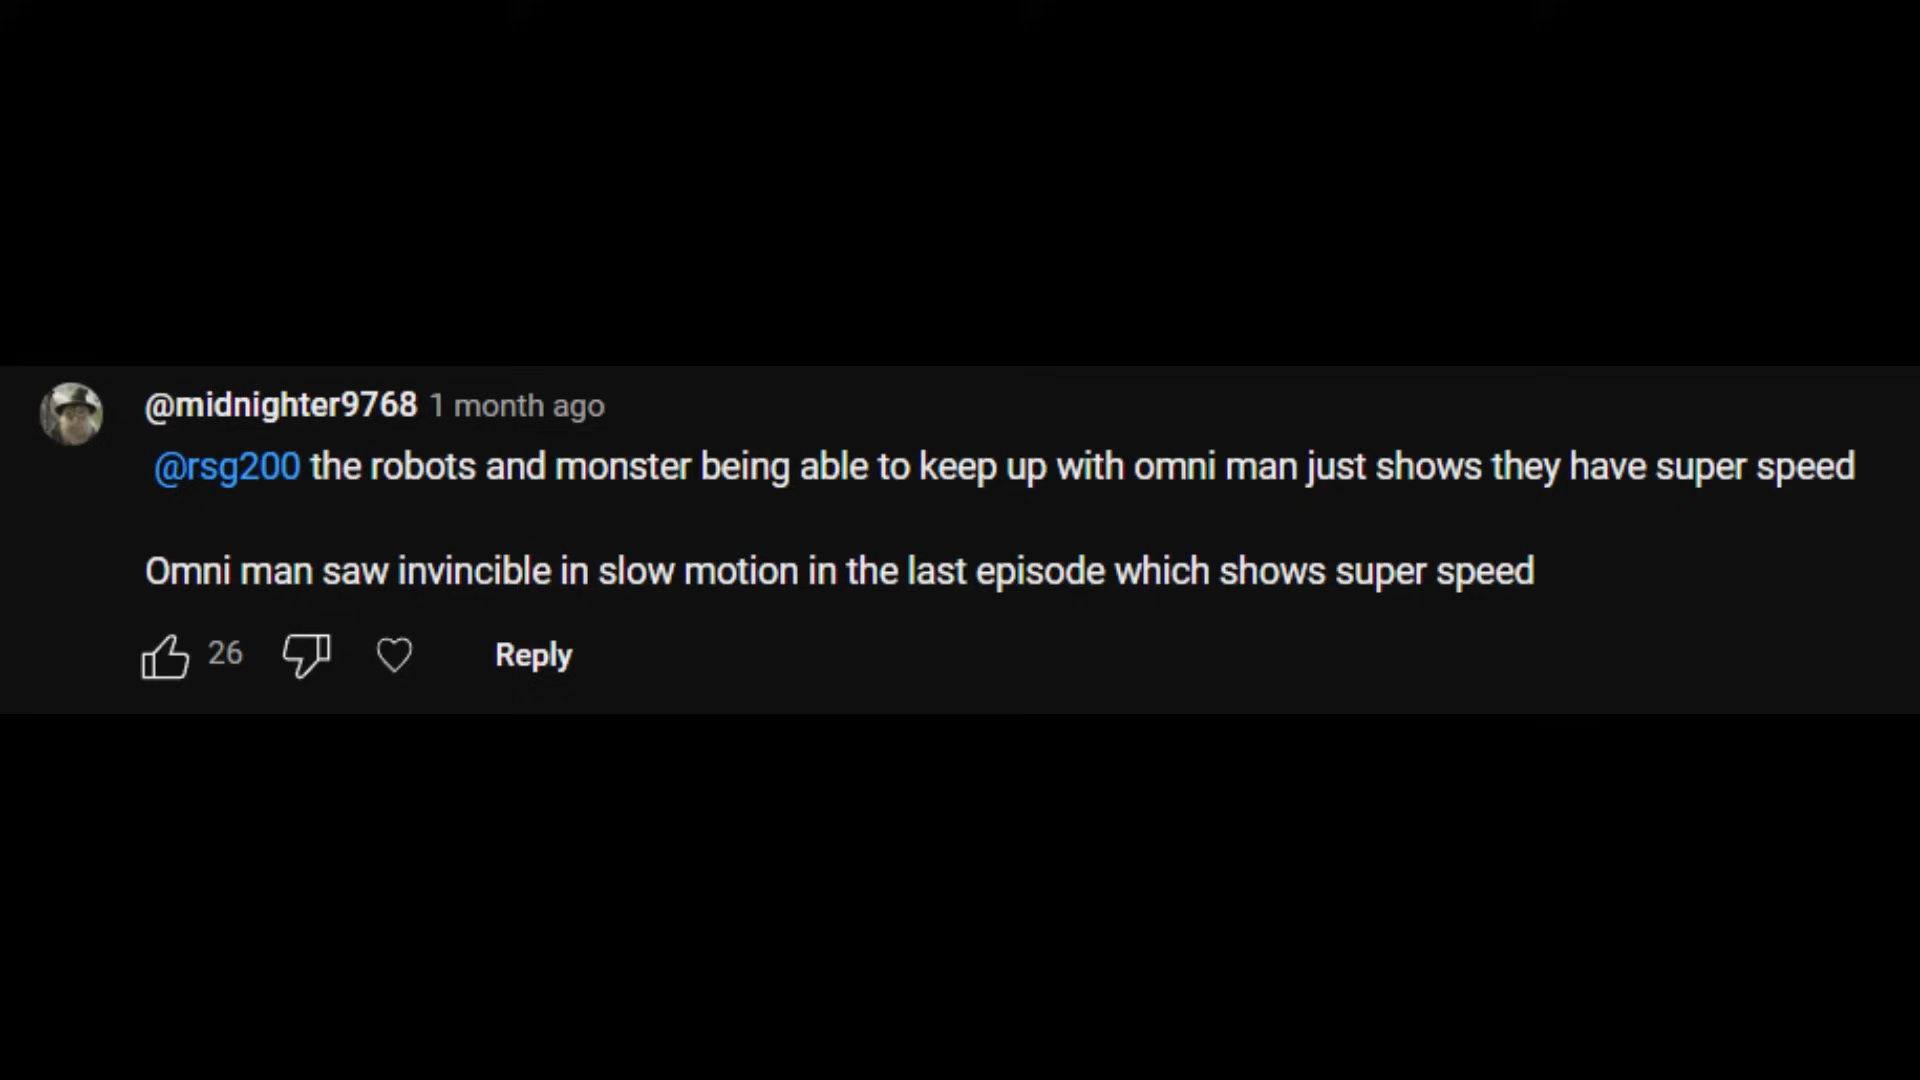 @midnighter9768 1 month ago
@rsg200 the robots and monster being able to keep up with omni man just shows they have super speed
Omni man saw invincible in slow motion in the last episode which shows super speed
26 Reply